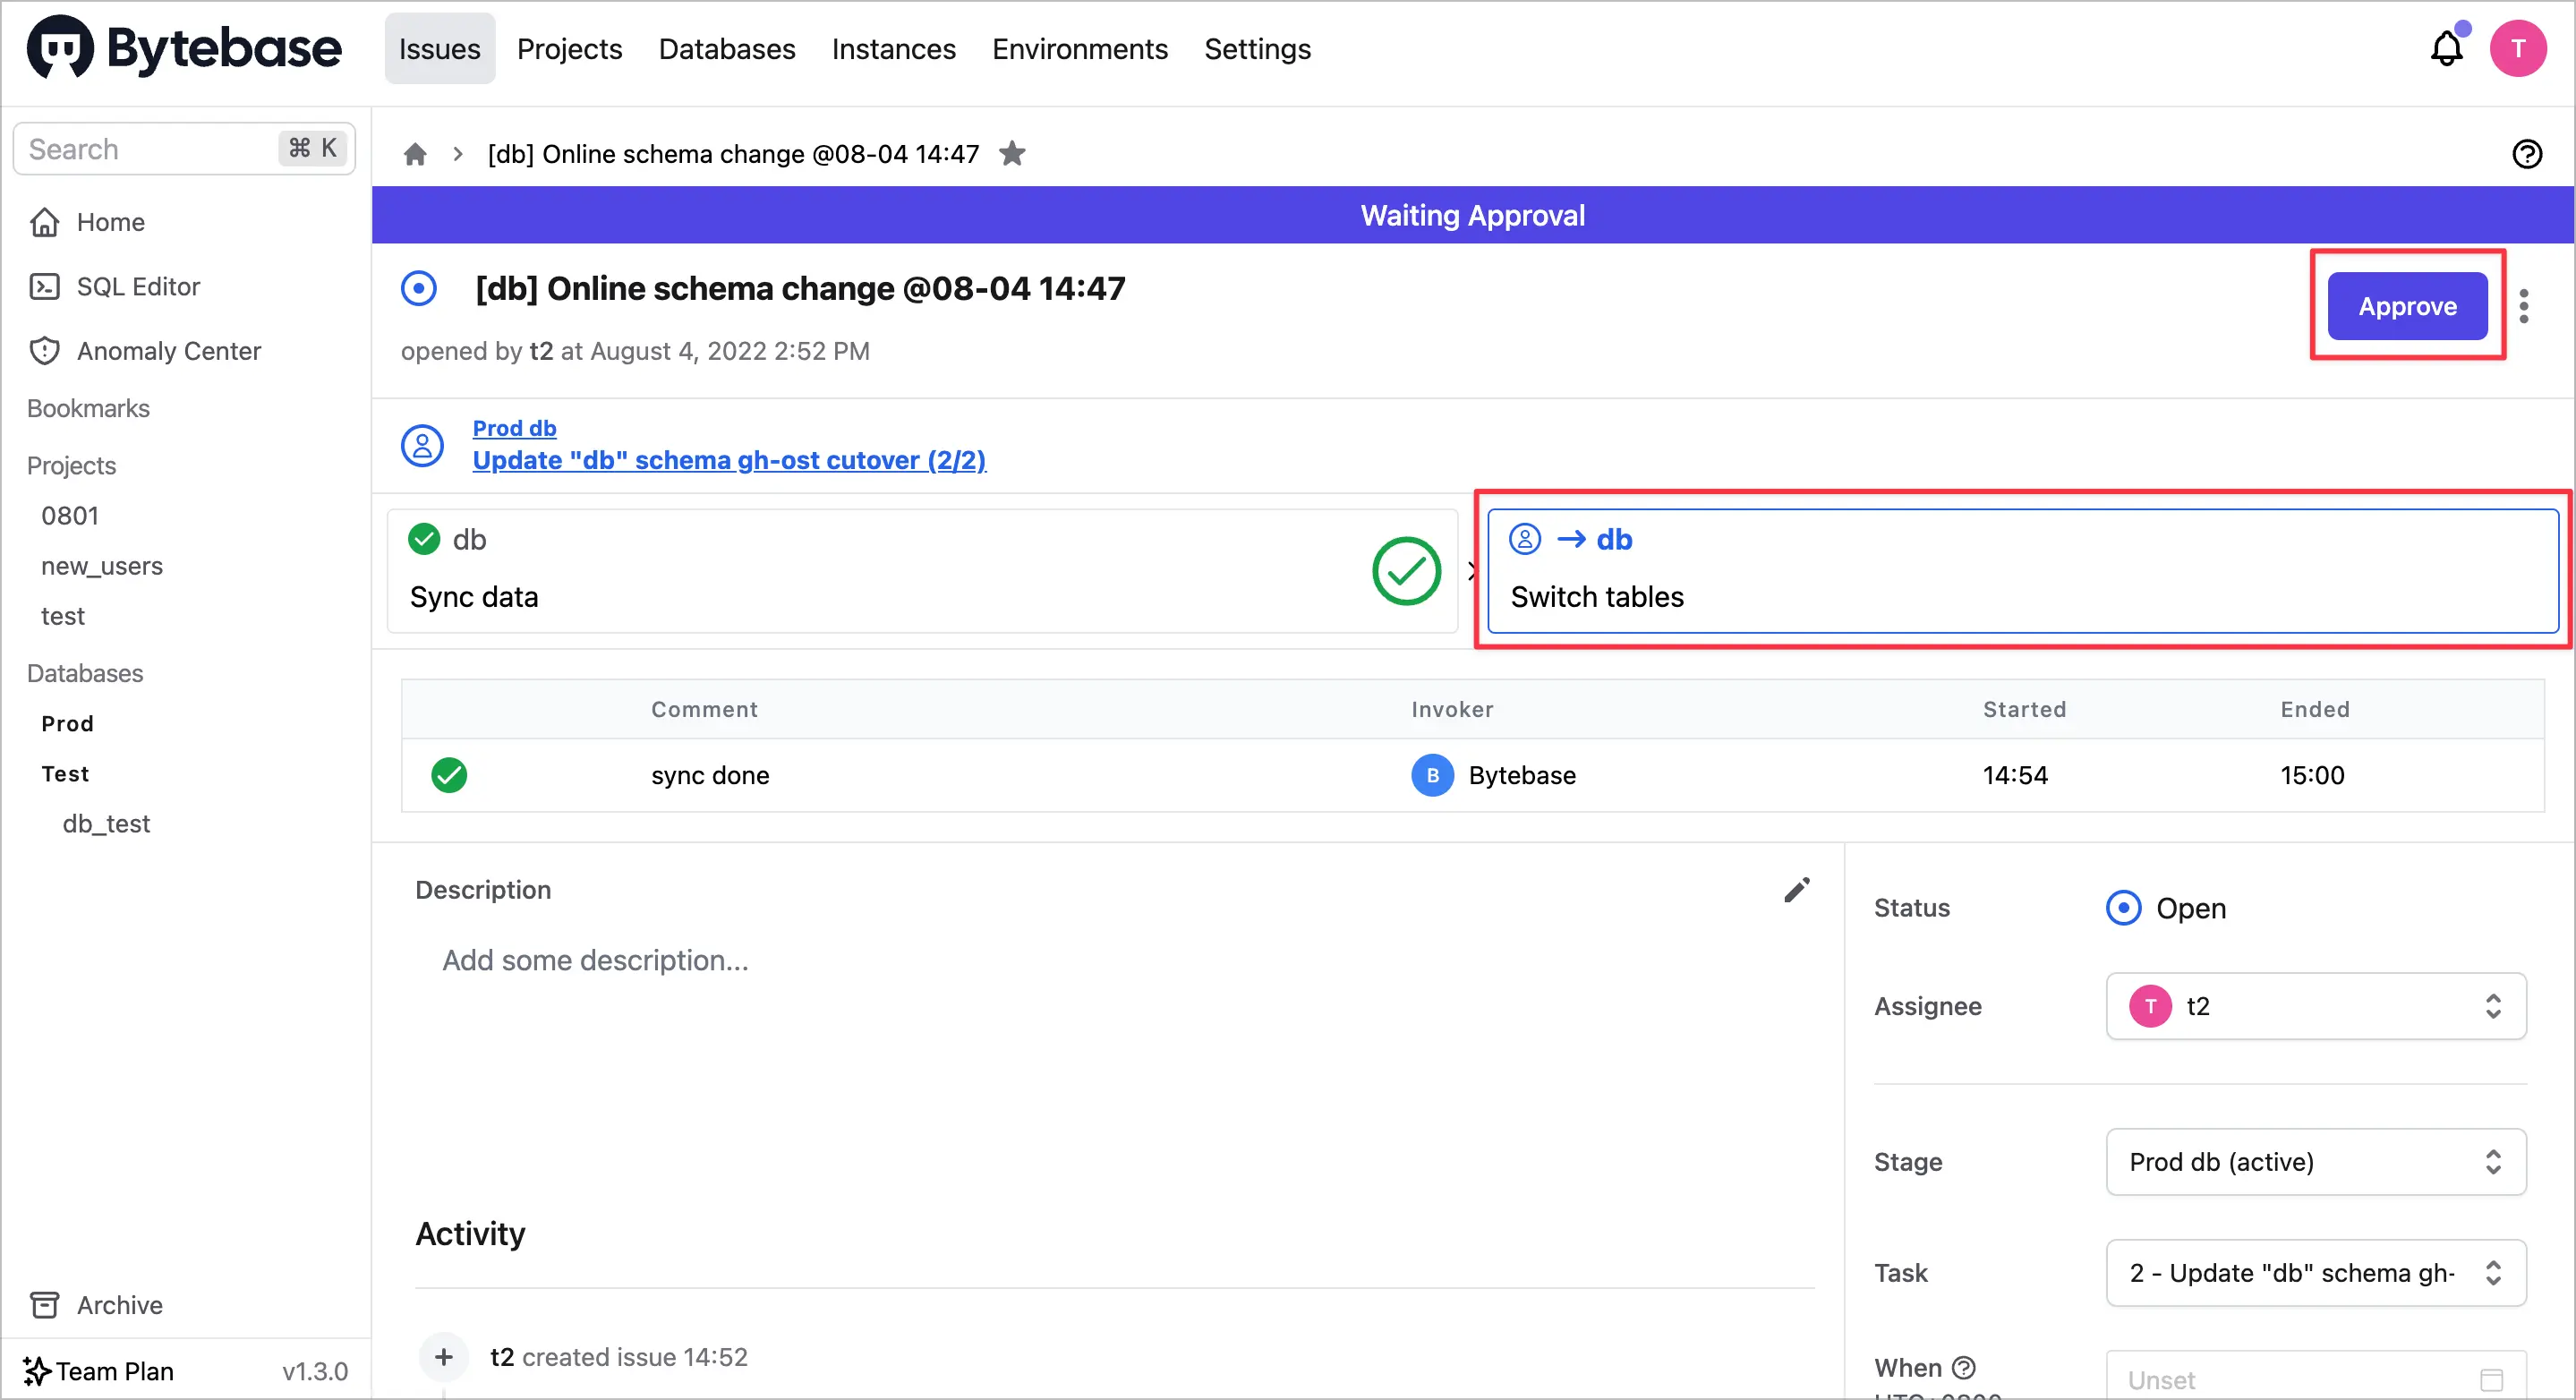 Bytebase
Issues Projects Databases Instances Environments Settings
T
Search ⌘ K
[db] Online schema change @08-04 14:47
Home
SQL Editor
Anomaly Center
Bookmarks
Projects
0801
new_users
test
Databases
Prod
Test
db_test
Archive
Team Plan v1.3.0
Waiting Approval
[db] Online schema change @08-04 14:47
Approve
opened by t2 at August 4, 2022 2:52 PM
Prod db
Update "db" schema gh-ost cutover (2/2)
db
Sync data
→ db
Switch tables
Comment Invoker Started Ended
sync done B Bytebase 14:54 15:00
Description
Add some description...
Activity
t2 created issue 14:52
Status Open
Assignee T t2
Stage Prod db (active)
Task 2 - Update "db" schema gh-
When Unset